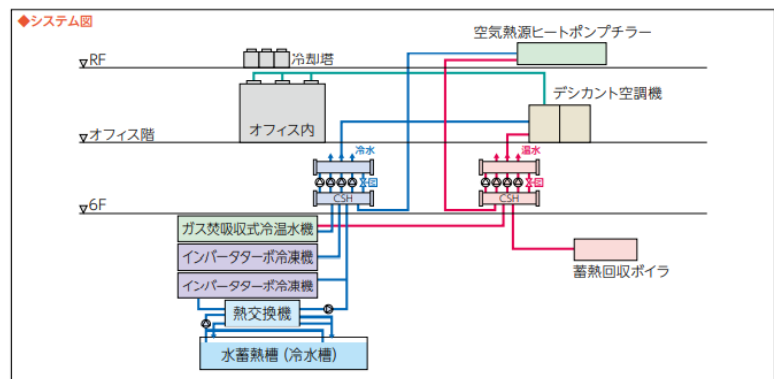 ◆システム図
空気熱源ヒートポンプチラー
▽RF
冷却塔
デシカント空調機
オフィス内
▽オフィス階
冷水
温水
CSH
CSH
▽6F
ガス焚吸収式冷温水機
インバータターボ冷凍機
蓄熱回収ボイラ
インバータターボ冷凍機
熱交換機
水蓄熱槽(冷水槽)